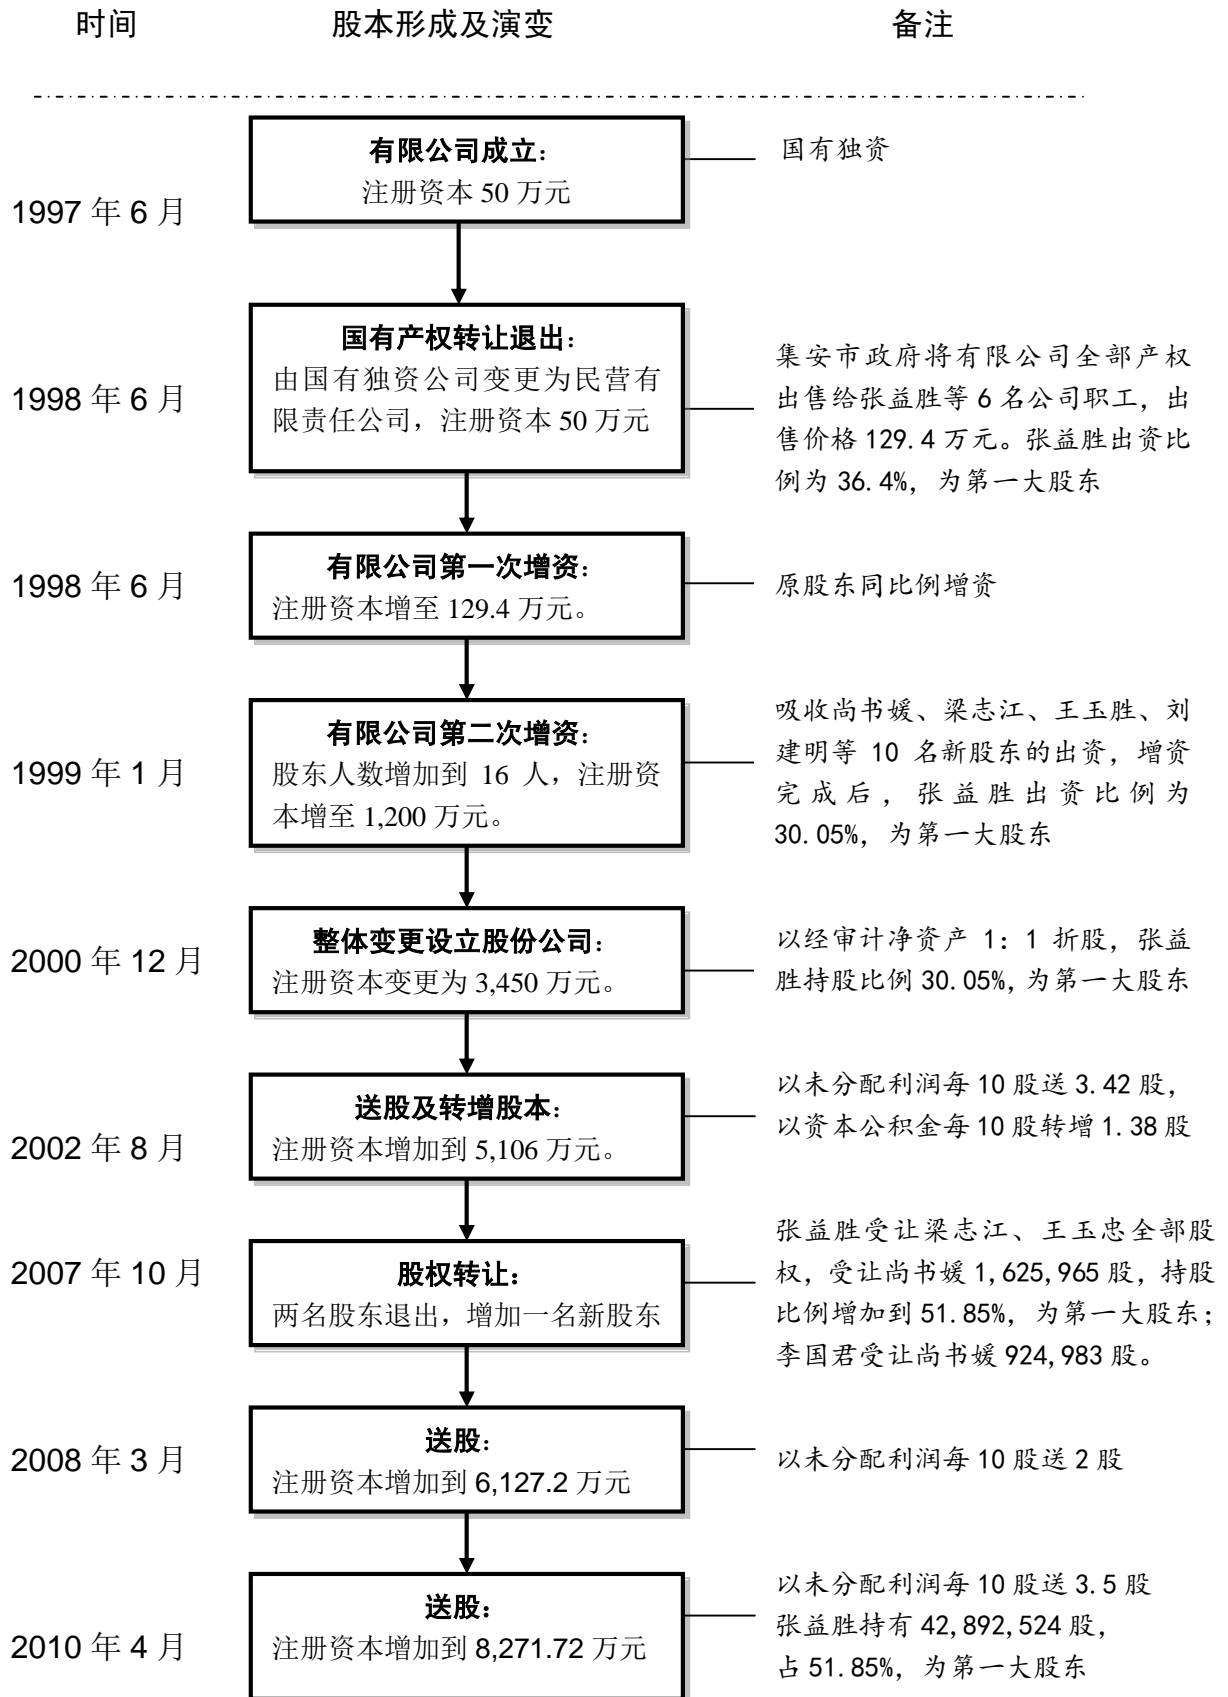 时间 股本形成及演变 备注
有限公司成立：
注册资本 50 万元
国有独资
1997 年 6 月
国有产权转让退出：
由国有独资公司变更为民营有
限责任公司，注册资本 50 万元
1998 年 6 月
集安市政府将有限公司全部产权
出售给张益胜等 6 名公司职工，出
售价格 129.4 万元。张益胜出资比
例为 36.4%，为第一大股东
有限公司第一次增资：
注册资本增至 129.4 万元。
1998 年 6 月
原股东同比例增资
有限公司第二次增资：
股东人数增加到 16 人，注册资
本增至 1,200 万元。
1999 年 1 月
吸收尚书媛、梁志江、王玉胜、刘
建明等 10 名新股东的出资，增资
完成后，张益胜出资比例为
30.05%，为第一大股东
整体变更设立股份公司：
注册资本变更为 3,450 万元。
2000 年 12 月
以经审计净资产 1：1 折股，张益
胜持股比例 30.05%，为第一大股东
送股及转增股本：
注册资本增加到 5,106 万元。
2002 年 8 月
以未分配利润每 10 股送 3.42 股，
以资本公积金每 10 股转增 1.38 股
股权转让：
两名股东退出，增加一名新股东
2007 年 10 月
张益胜受让梁志江、王玉忠全部股
权，受让尚书媛 1,625,965 股，持股
比例增加到 51.85%，为第一大股东；
李国君受让尚书媛 924,983 股。
送股：
注册资本增加到 6,127.2 万元
2008 年 3 月
以未分配利润每 10 股送 2 股
送股：
注册资本增加到 8,271.72 万元
2010 年 4 月
以未分配利润每 10 股送 3.5 股
张益胜持有 42,892,524 股，
占 51.85%，为第一大股东